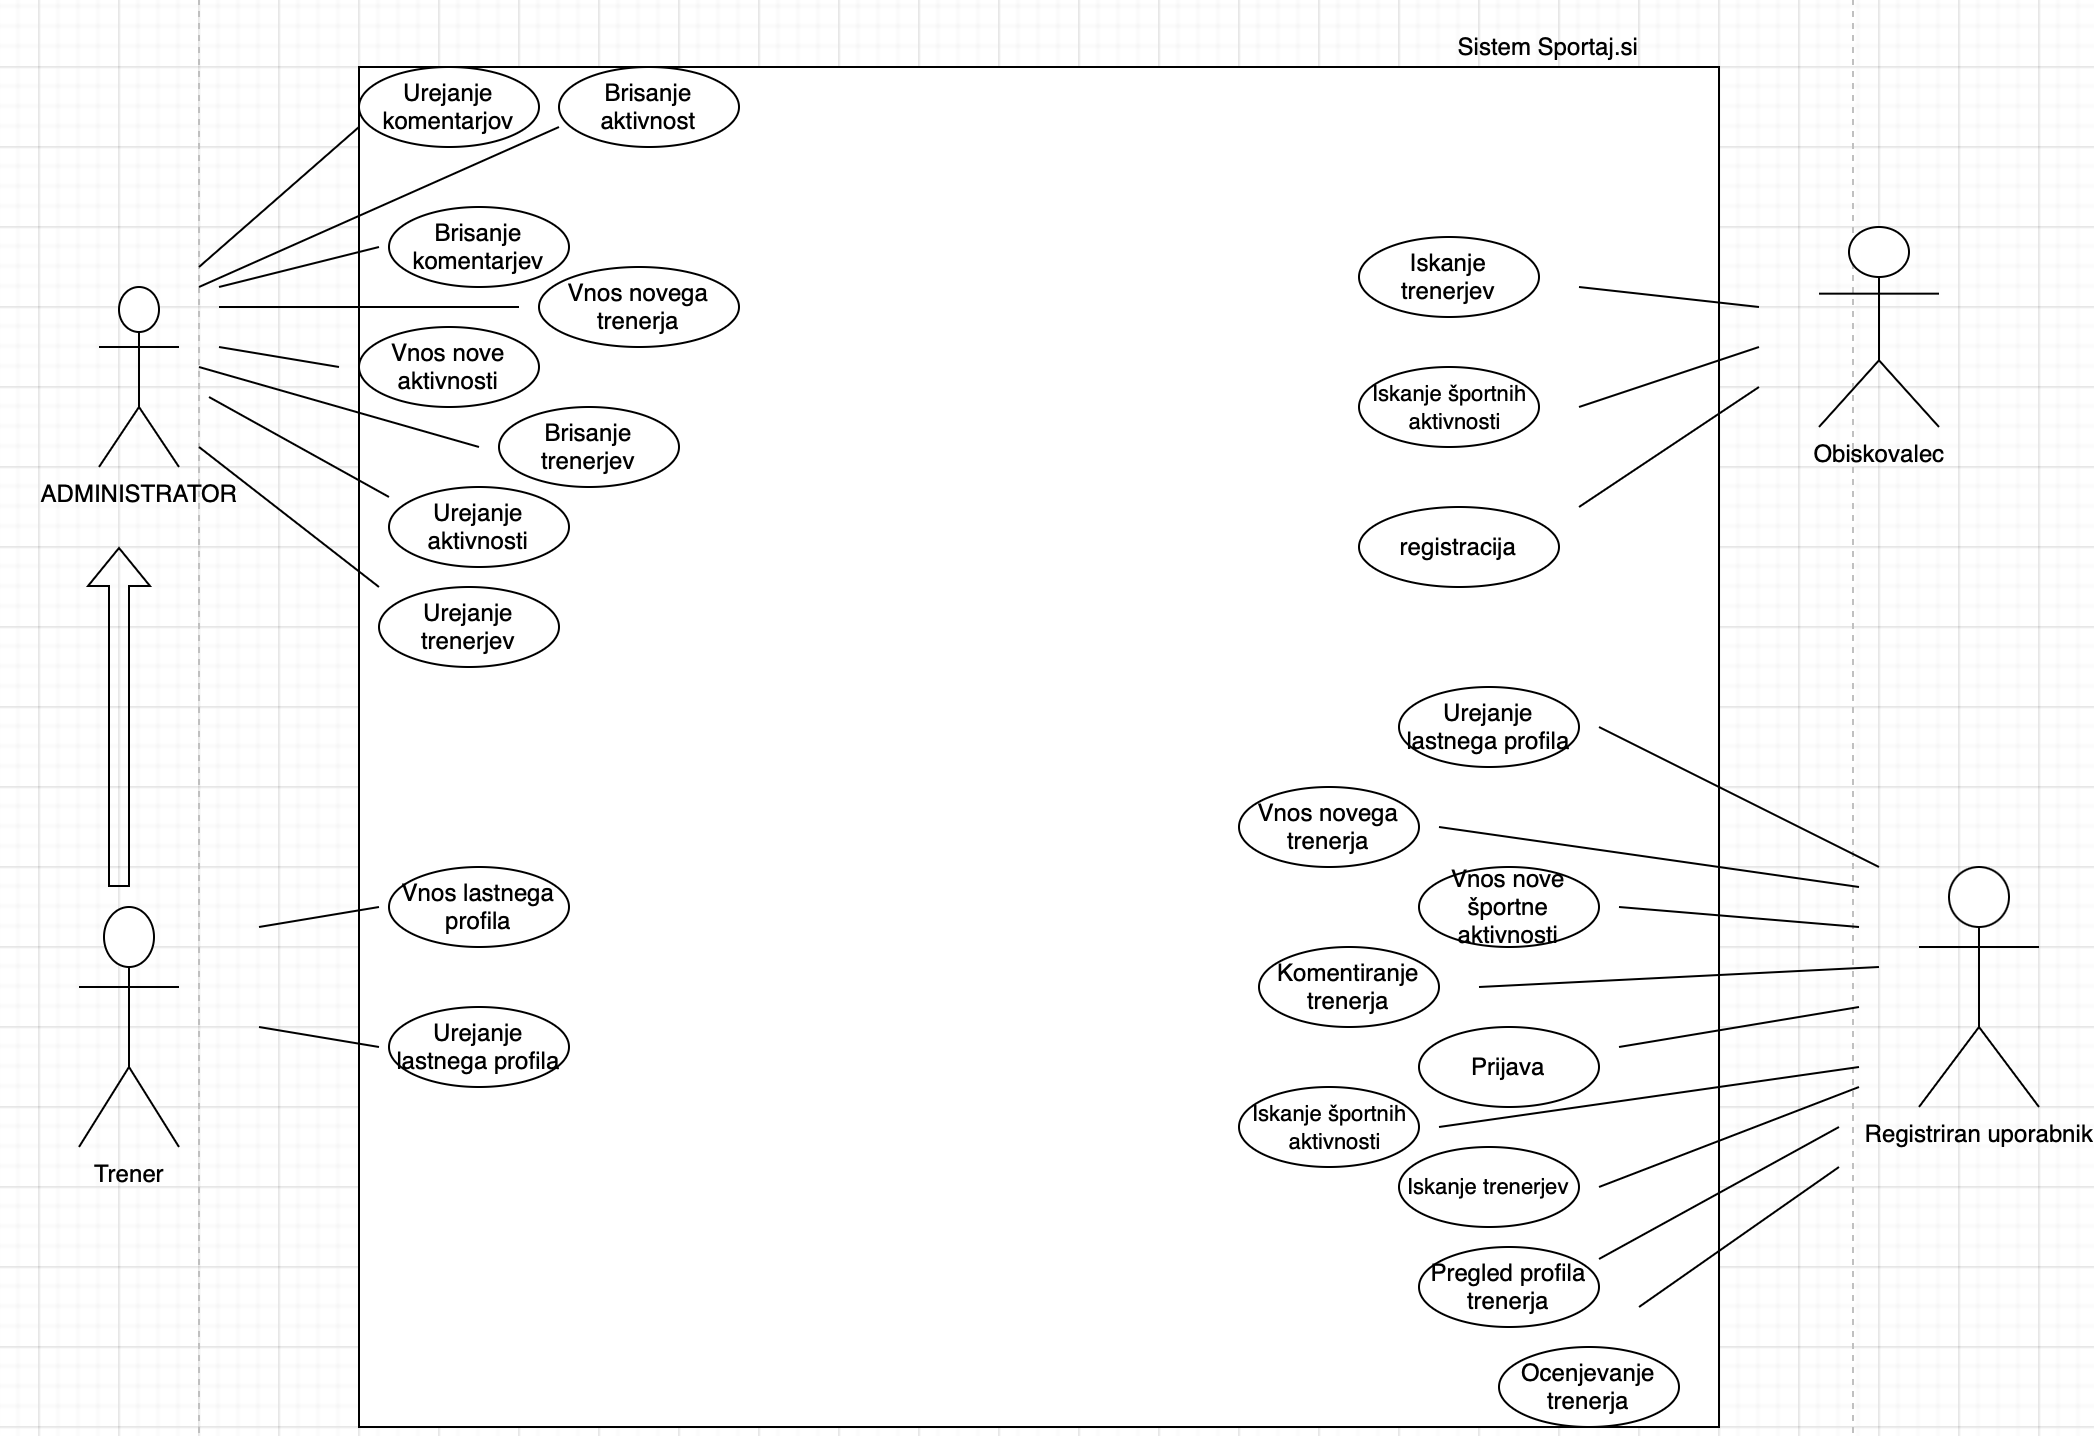 Sistem Sportaj.si
Urejanje
komentarjov
Brisanje
aktivnost
Brisanje
komentarjev
Vnos novega
trenerja
Vnos nove
aktivnosti
Brisanje
trenerjev
Urejanje
aktivnosti
Urejanje
trenerjev
ADMINISTRATOR
Iskanje
trenerjev
Iskanje športnih
aktivnosti
registracija
Obiskovalec
Vnos lastnega
profila
Urejanje
lastnega profila
Trener
Urejanje
lastnega profila
Vnos novega
trenerja
Vnos nove
športne
aktivnosti
Komentiranje
trenerja
Prijava
Iskanje športnih
aktivnosti
Iskanje trenerjev
Pregled profila
trenerja
Ocenjevanje
trenerja
Registriran uporabnik